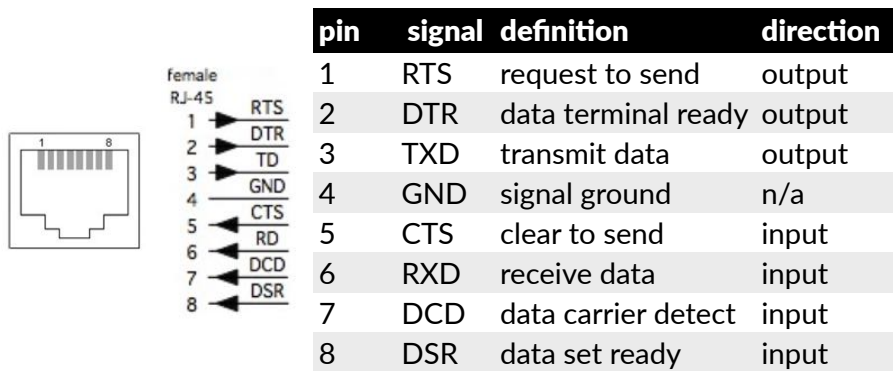 1 8
female
RJ-45
1 RTS
2 DTR
3 TD
4 GND
5 CTS
6 RD
7 DCD
8 DSR
pin signal definition direction
1 RTS request to send output
2 DTR data terminal ready output
3 TXD transmit data output
4 GND signal ground n/a
5 CTS clear to send input
6 RXD receive data input
7 DCD data carrier detect input
8 DSR data set ready input